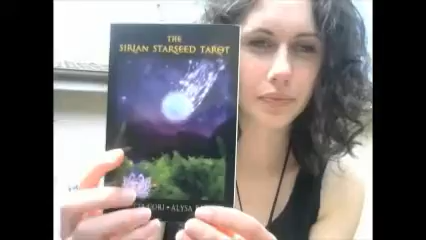 THE
SIRIAN STARSEED TAROT
• ALYSA